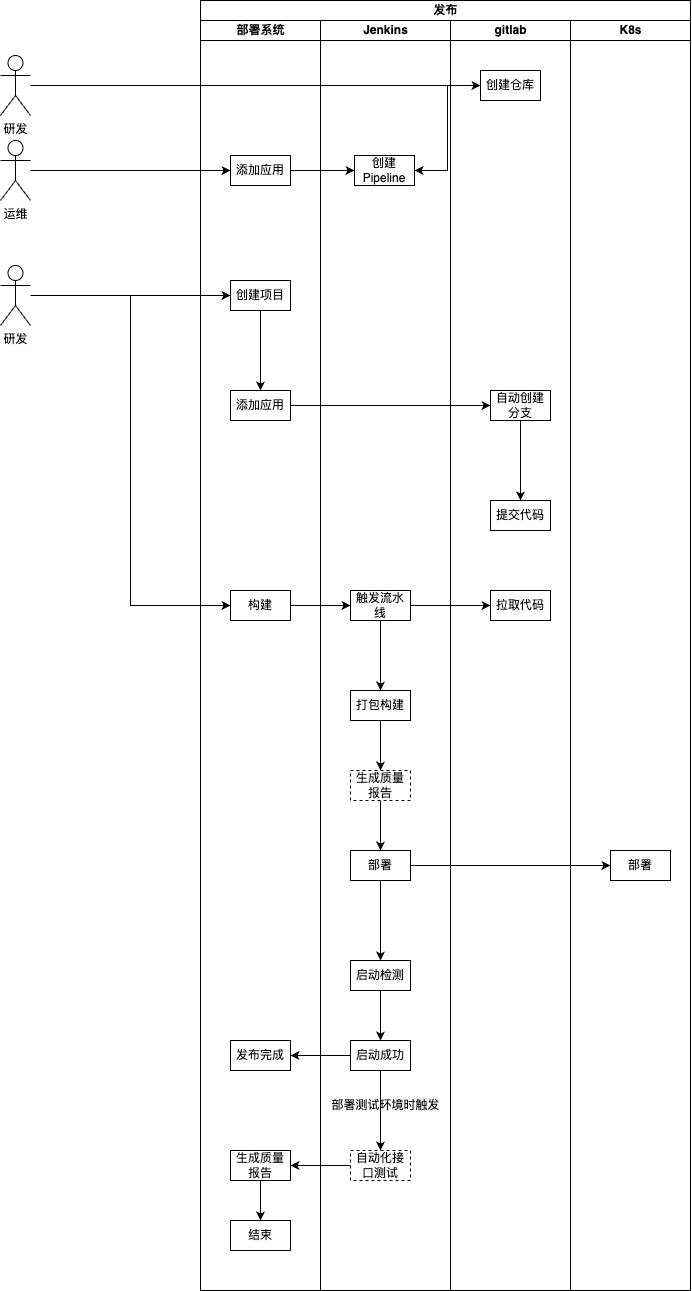 发布
部署系统
Jenkins
gitlab
K8s
研发
创建仓库
运维
添加应用
创建
Pipeline
研发
创建项目
添加应用
自动创建
分支
提交代码
构建
触发流水
线
拉取代码
打包构建
生成质量
报告
部署
部署
启动检测
发布完成
启动成功
部署测试环境时触发
生成质量
报告
自动化接
口测试
结束